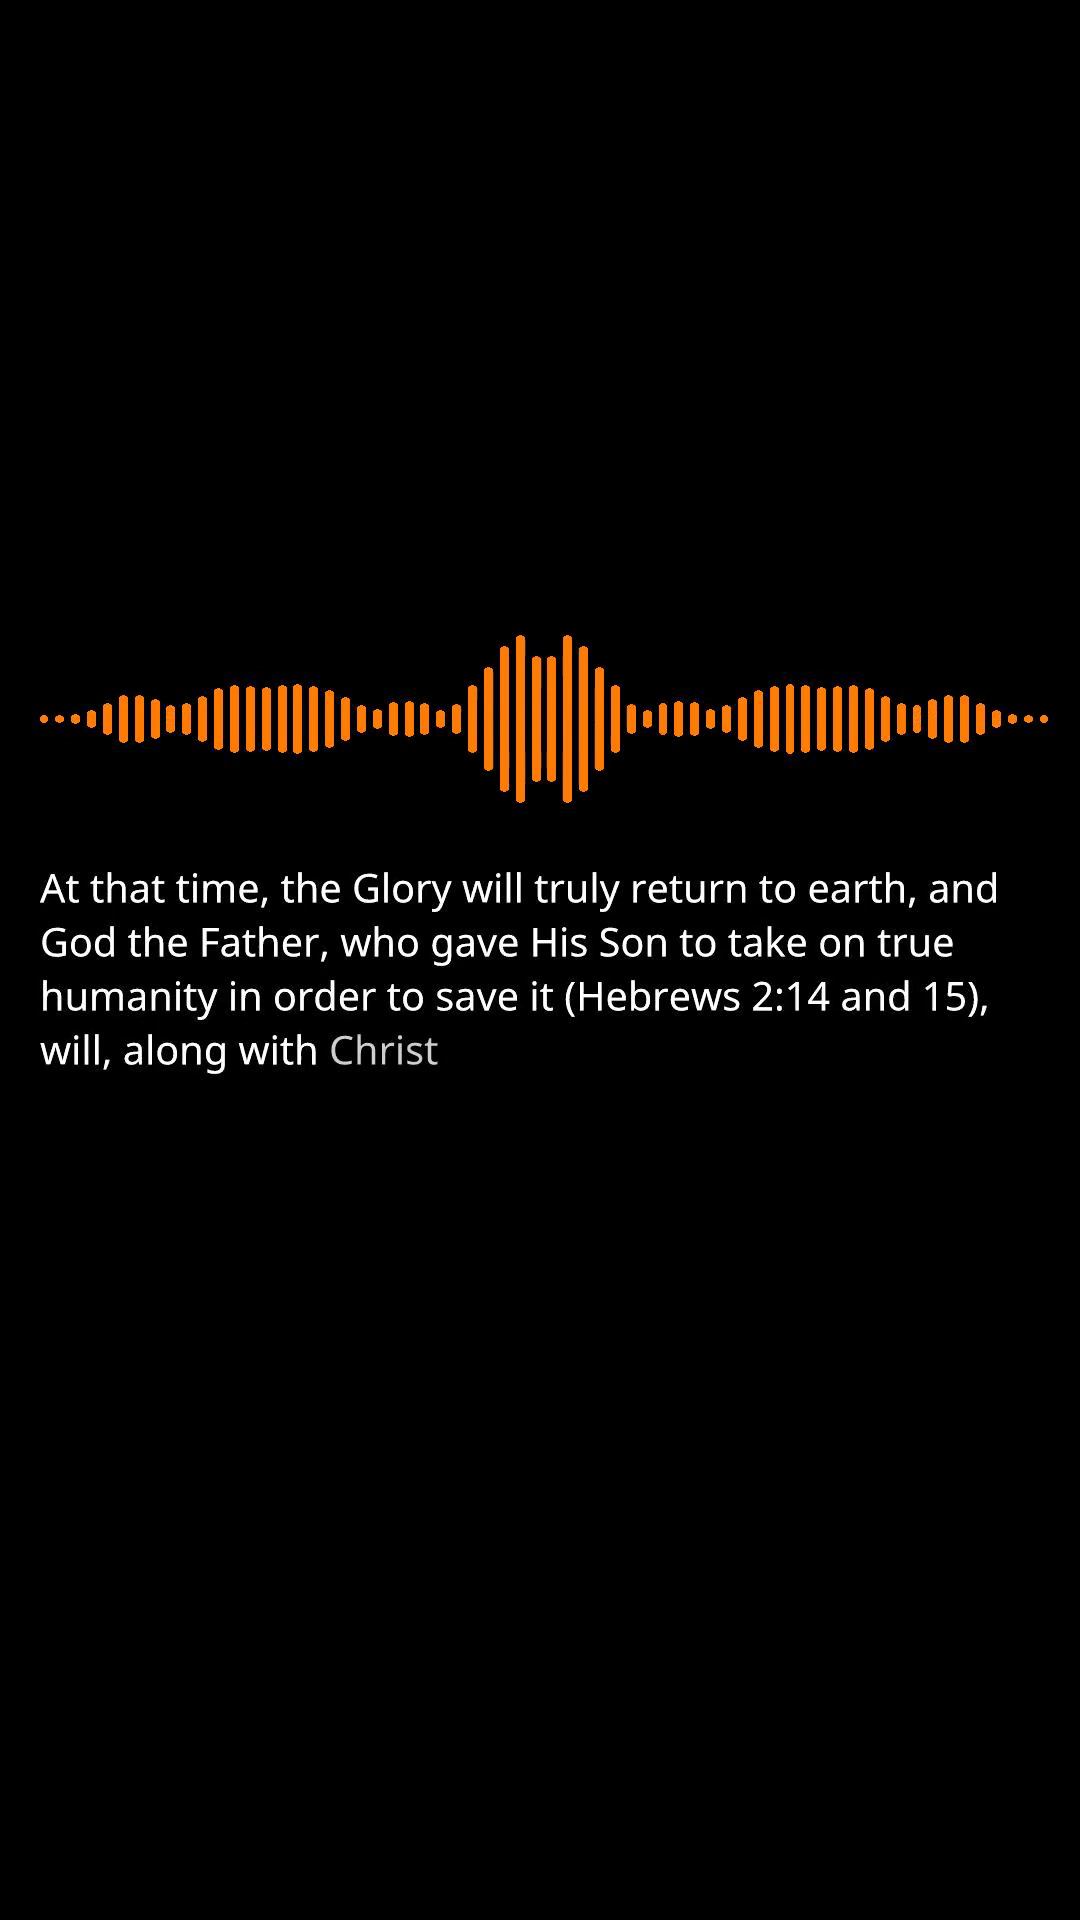 At that time, the Glory will truly return to earth, and
God the Father, who gave His Son to take on true
humanity in order to save it (Hebrews 2:14 and 15),
will, along with Christ